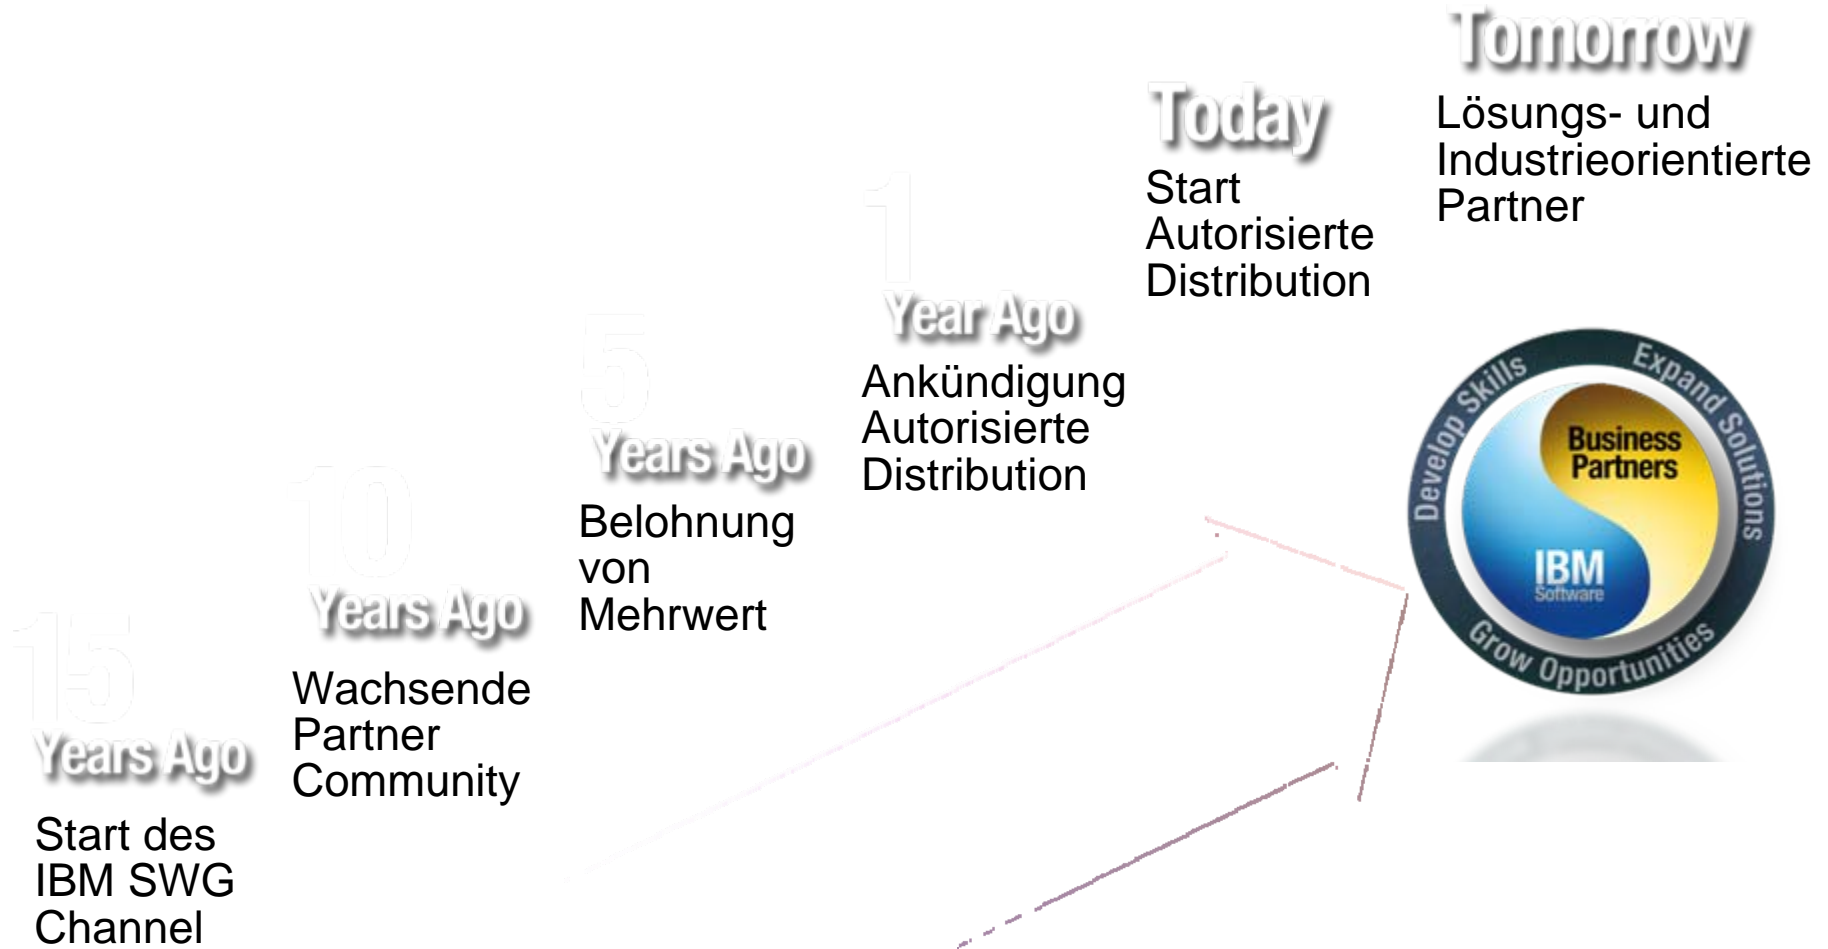 15
Years Ago
Start des
IBM SWG
Channel
10
Years Ago
Wachsende
Partner
Community
5
Years Ago
Belohnung
von
Mehrwert
1
Year Ago
Ankündigung
Autorisierte
Distribution
Today
Start
Autorisierte
Distribution
Tomorrow
Lösungs- und
Industrieorientierte
Partner
Develop Skills
Expand Solutions
Grow Opportunities
Business
Partners
IBM
Software